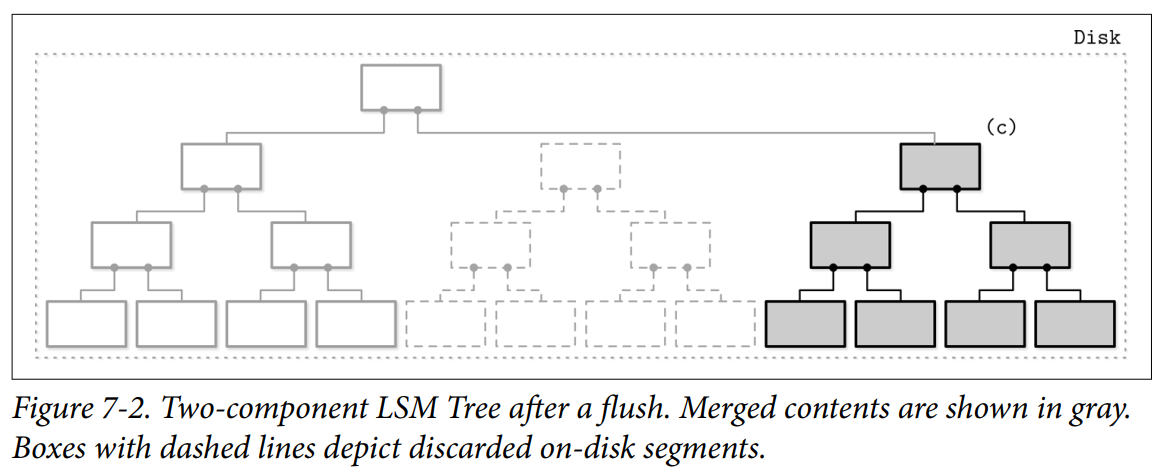 Disk
(c)
Figure 7-2. Two-component LSM Tree after a flush. Merged contents are shown in gray.
Boxes with dashed lines depict discarded on-disk segments.